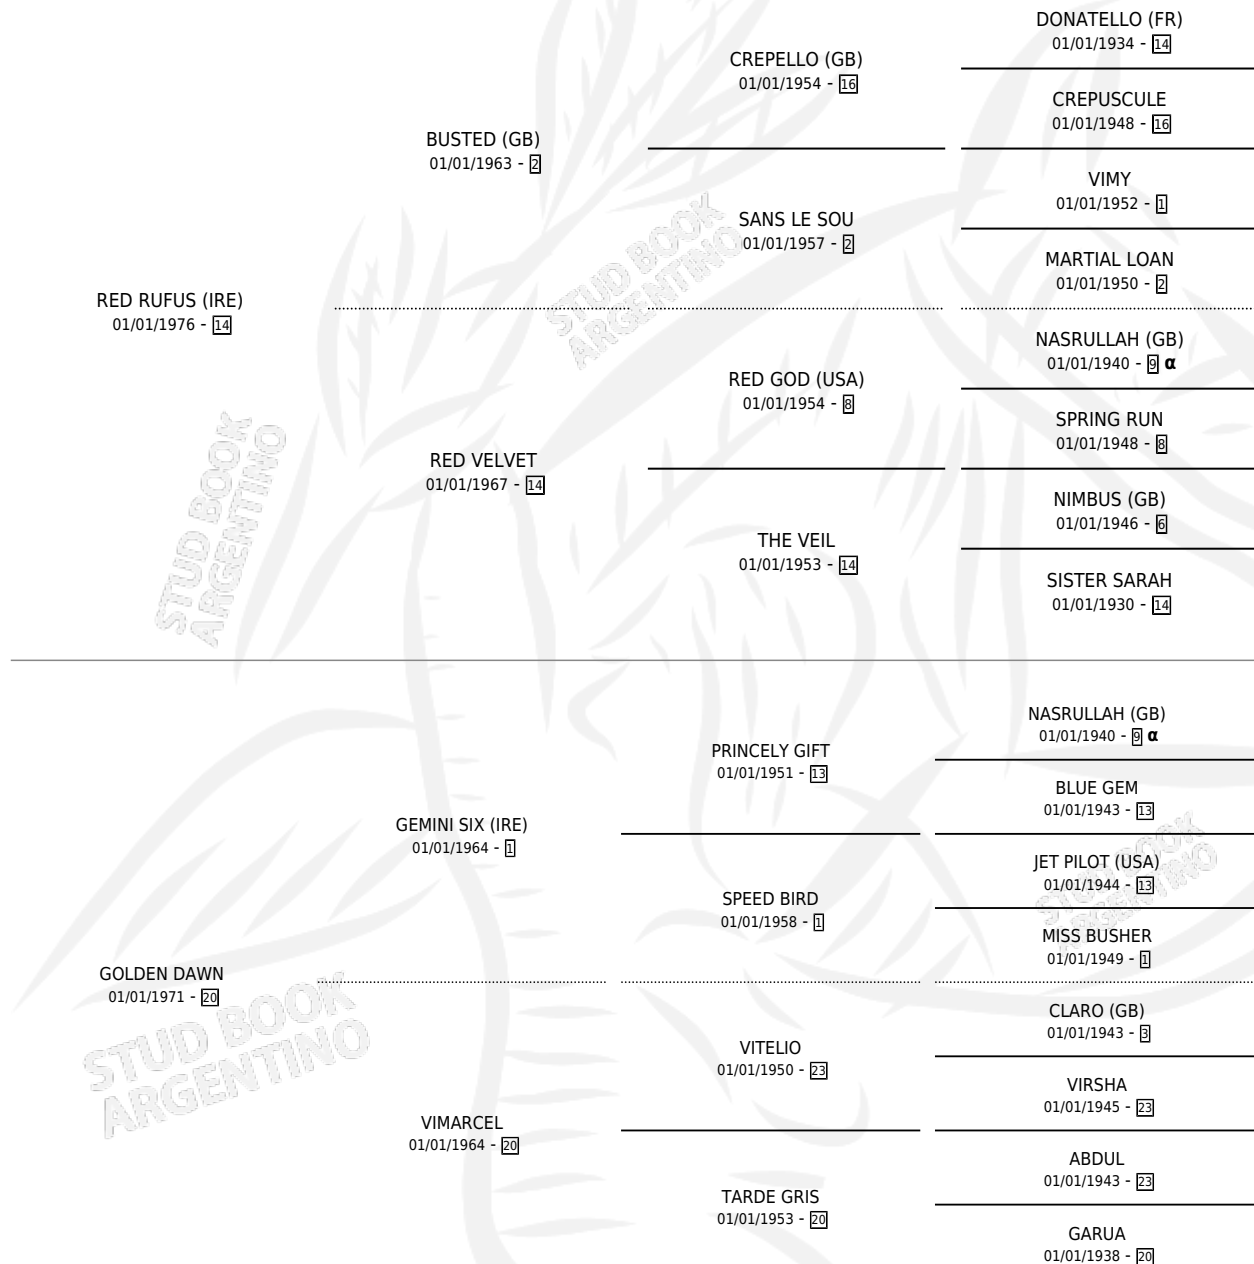 DONATELLO (FR)
01/01/1934 - 14
CREPELLO (GB)
01/01/1954 - 16
CREPUSCULE
01/01/1948 - 16
BUSTED (GB)
01/01/1963 - 2
VIMY
01/01/1952 - 1
SANS LE SOU
01/01/1957 - 2
MARTIAL LOAN
01/01/1950 - 2
RED RUFUS (IRE)
01/01/1976 - 14
NASRULLAH (GB)
01/01/1940 - 9 α
RED GOD (USA)
01/01/1954 - 8
SPRING RUN
01/01/1948 - 8
RED VELVET
01/01/1967 - 14
NIMBUS (GB)
01/01/1946 - 6
THE VEIL
01/01/1953 - 14
SISTER SARAH
01/01/1930 - 14
STUD BOOK
ARGENTINO
STUD BOOK
ARGENTINO
NASRULLAH (GB)
01/01/1940 - 9 α
PRINCELY GIFT
01/01/1951 - 13
BLUE GEM
01/01/1943 - 13
GEMINI SIX (IRE)
01/01/1964 - 1
JET PILOT (USA)
01/01/1944 - 13
SPEED BIRD
01/01/1958 - 1
MISS BUSHER
01/01/1949 - 1
STUD BOOK
ARGENTINO
GOLDEN DAWN
01/01/1971 - 20
CLARO (GB)
01/01/1943 - 3
VITELIO
01/01/1950 - 23
VIRSHA
01/01/1945 - 23
VIMARCEL
01/01/1964 - 20
ABDUL
01/01/1943 - 23
TARDE GRIS
01/01/1953 - 20
GARUA
01/01/1938 - 20
STUD BOOK
ARGENTINO